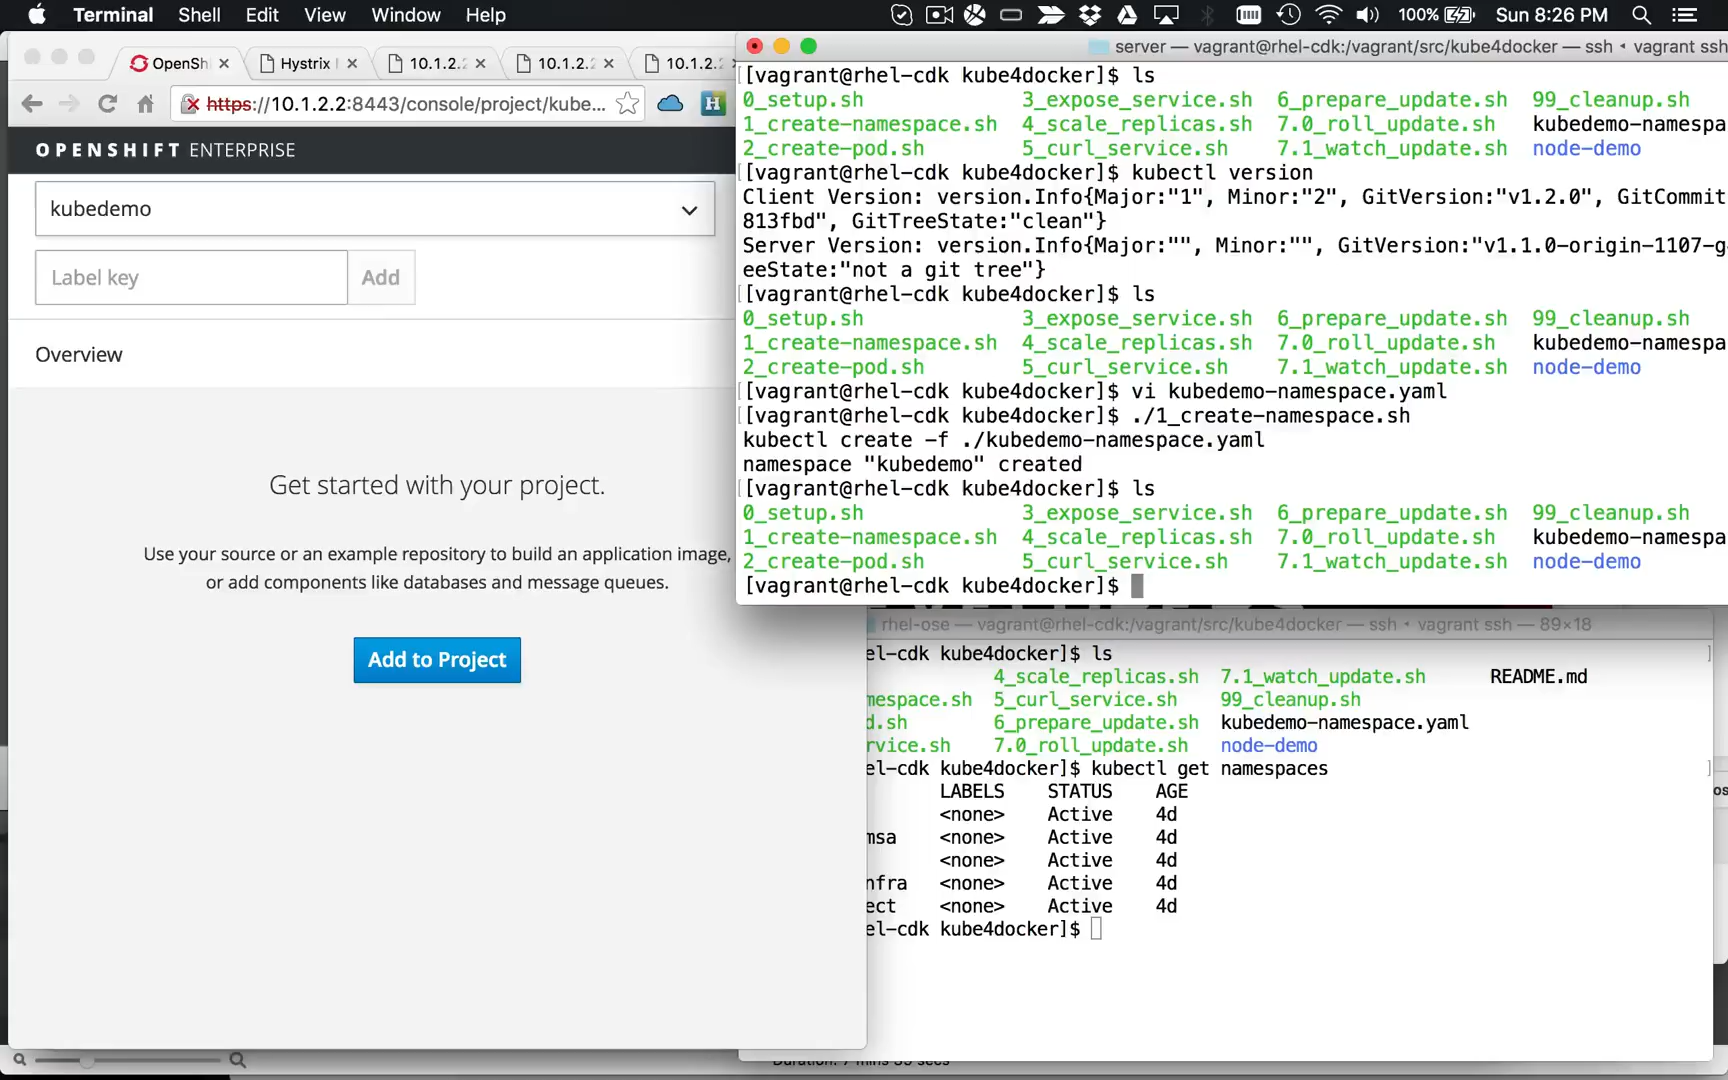 Terminal Shell Edit View Window Help 100% Sun 8:26 PM
OpenSh
Hystrix
10.1.2.
10.1.2.
10.1.2.
https://10.1.2.2:8443/console/project/kube...
H
OPENSHIFT ENTERPRISE
kubedemo
Label key
Add
Overview
Get started with your project.
Use your source or an example repository to build an application image,
or add components like databases and message queues.
Add to Project
server — vagrant@rhel-cdk:/vagrant/src/kube4docker — ssh • vagrant ssh
[vagrant@rhel-cdk kube4docker]$ ls
0_setup.sh 3_expose_service.sh 6_prepare_update.sh 99_cleanup.sh
1_create-namespace.sh 4_scale_replicas.sh 7.0_roll_update.sh kubedemo-namespa
2_create-pod.sh 5_curl_service.sh 7.1_watch_update.sh node-demo
[vagrant@rhel-cdk kube4docker]$ kubectl version
Client Version: version.Info{Major:"1", Minor:"2", GitVersion:"v1.2.0", GitCommit
813fbd", GitTreeState:"clean"}
Server Version: version.Info{Major:"", Minor:"", GitVersion:"v1.1.0-origin-1107-g
eeState:"not a git tree"}
[vagrant@rhel-cdk kube4docker]$ ls
0_setup.sh 3_expose_service.sh 6_prepare_update.sh 99_cleanup.sh
1_create-namespace.sh 4_scale_replicas.sh 7.0_roll_update.sh kubedemo-namespa
2_create-pod.sh 5_curl_service.sh 7.1_watch_update.sh node-demo
[vagrant@rhel-cdk kube4docker]$ vi kubedemo-namespace.yaml
[vagrant@rhel-cdk kube4docker]$ ./1_create-namespace.sh
kubectl create -f ./kubedemo-namespace.yaml
namespace "kubedemo" created
[vagrant@rhel-cdk kube4docker]$ ls
0_setup.sh 3_expose_service.sh 6_prepare_update.sh 99_cleanup.sh
1_create-namespace.sh 4_scale_replicas.sh 7.0_roll_update.sh kubedemo-namespa
2_create-pod.sh 5_curl_service.sh 7.1_watch_update.sh node-demo
[vagrant@rhel-cdk kube4docker]$
rhel-ose — vagrant@rhel-cdk:/vagrant/src/kube4docker — ssh • vagrant ssh — 89×18
el-cdk kube4docker]$ ls
4_scale_replicas.sh 7.1_watch_update.sh README.md
mespace.sh 5_curl_service.sh 99_cleanup.sh
d.sh 6_prepare_update.sh kubedemo-namespace.yaml
rvice.sh 7.0_roll_update.sh node-demo
el-cdk kube4docker]$ kubectl get namespaces
LABELS STATUS AGE
<none> Active 4d
msa <none> Active 4d
<none> Active 4d
nfra <none> Active 4d
ect <none> Active 4d
el-cdk kube4docker]$